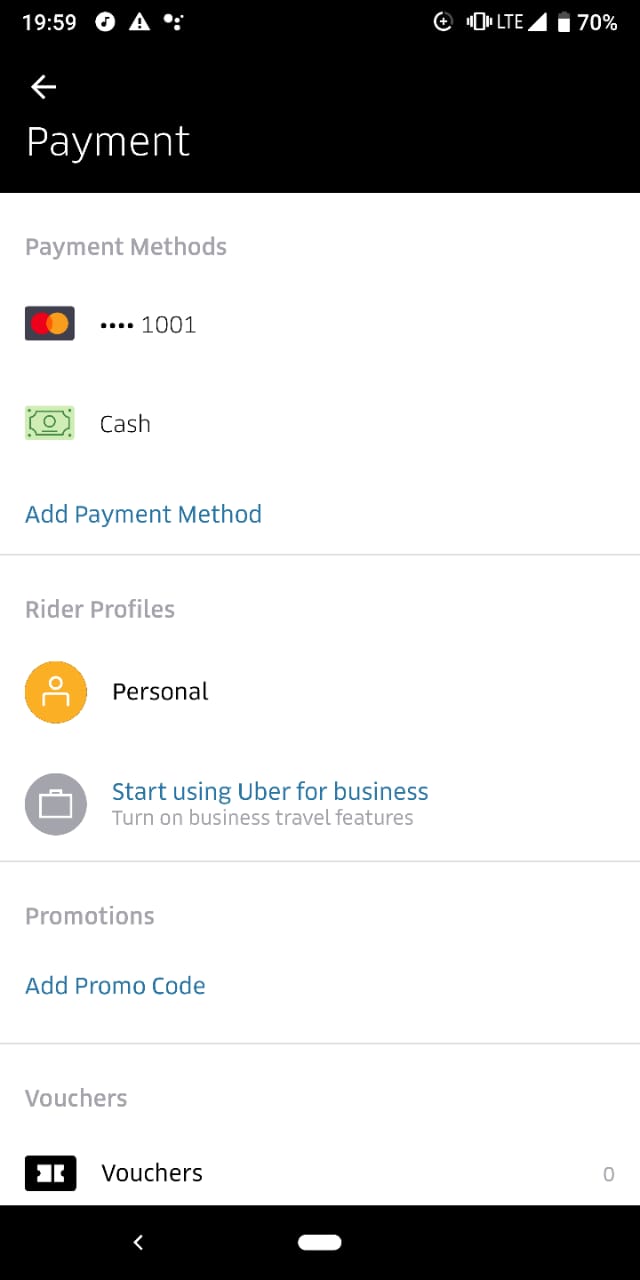 19:59 LTE 70%
Payment
Payment Methods
•••• 1001
Cash
Add Payment Method
Rider Profiles
Personal
Start using Uber for business
Turn on business travel features
Promotions
Add Promo Code
Vouchers
Vouchers 0